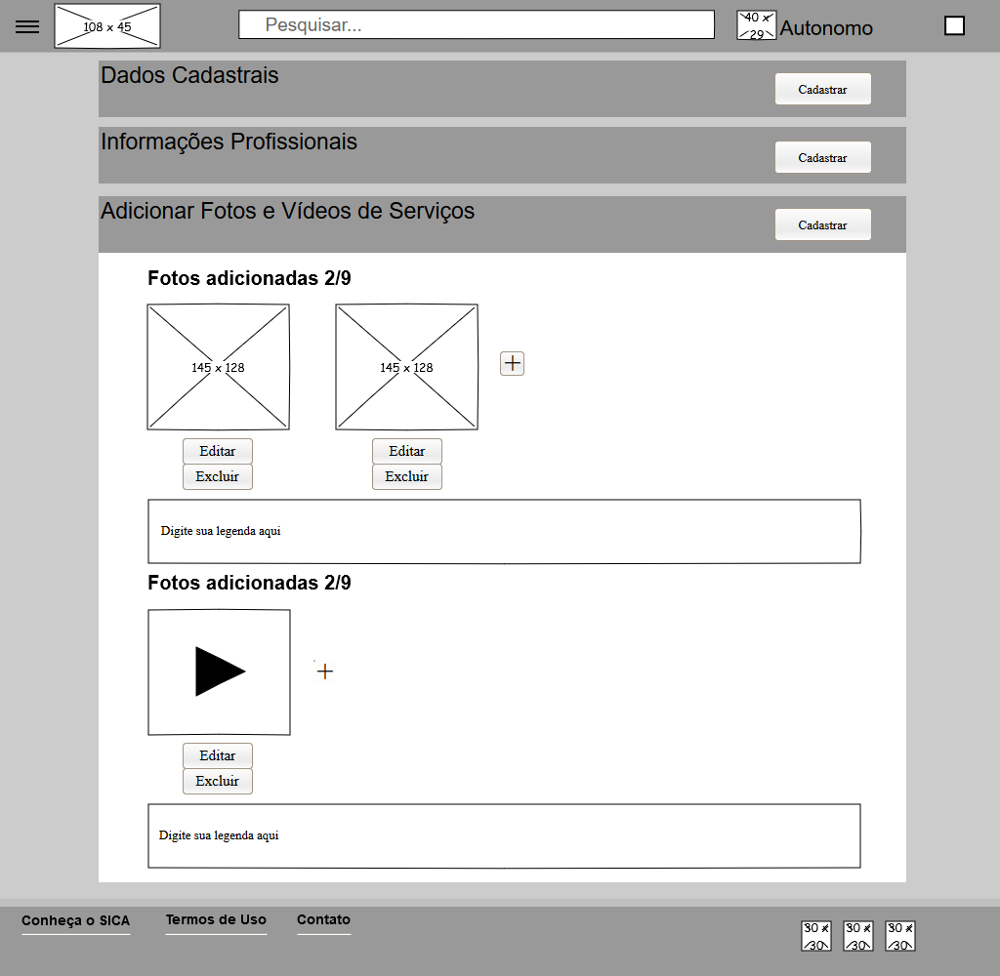 108 x 45
Pesquisar...
40 x 29
Autonomo
Dados Cadastrais
Cadastrar
Informações Profissionais
Cadastrar
Adicionar Fotos e Vídeos de Serviços
Cadastrar
Fotos adicionadas 2/9
145 x 128
145 x 128
Editar
Editar
Excluir
Excluir
Digite sua legenda aqui
Fotos adicionadas 2/9
Editar
Excluir
Digite sua legenda aqui
Conheça o SICA
Termos de Uso
Contato
30 x 30
30 x 30
30 x 30